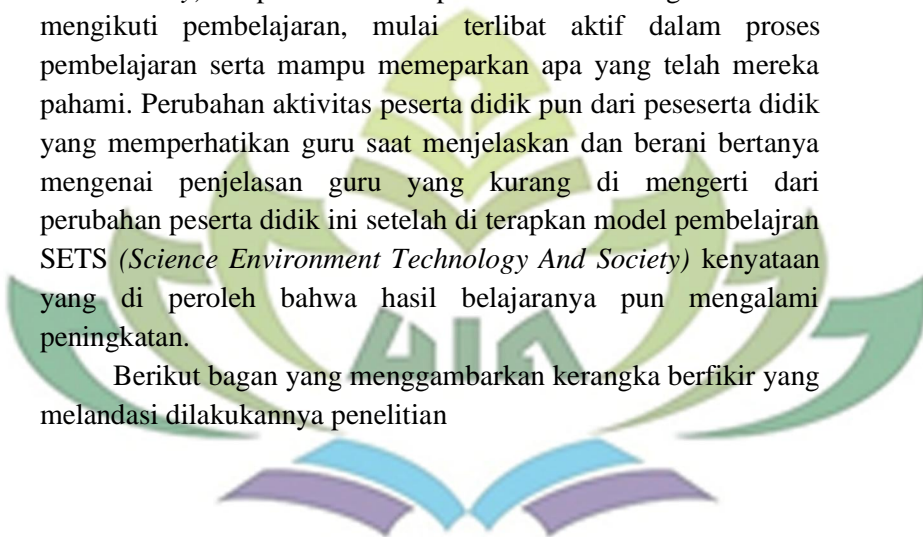 mengikuti pembelajaran, mulai terlibat aktif dalam proses
pembelajaran serta mampu memeparkan apa yang telah mereka
pahami. Perubahan aktivitas peserta didik pun dari peseserta didik
yang memperhatikan guru saat menjelaskan dan berani bertanya
mengenai penjelasan guru yang kurang di mengerti dari
perubahan peserta didik ini setelah di terapkan model pembelajran
SETS (Science Environment Technology And Society) kenyataan
yang di peroleh bahwa hasil belajaranya pun mengalami
peningkatan.
Berikut bagan yang menggambarkan kerangka berfikir yang
melandasi dilakukannya penelitian